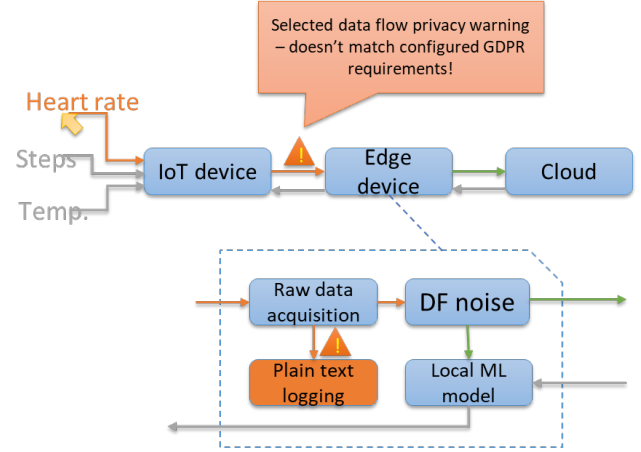 Selected data flow privacy warning
– doesn’t match configured GDPR
requirements!
Heart rate
!
Steps
IoT device
Edge
device
Cloud
Temp.
Raw data
acquisition
DF noise
!
Plain text
logging
Local ML
model